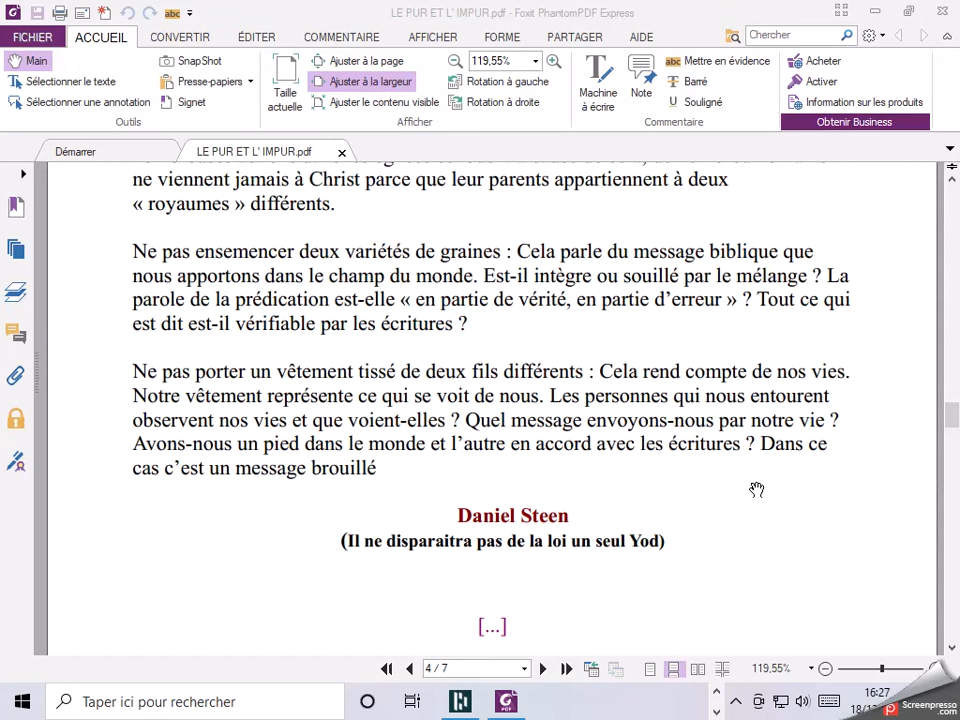 LE PUR ET L' IMPUR.pdf - Foxit PhantomPDF Express
FICHIER ACCUEIL CONVERTIR ÉDITER COMMENTAIRE AFFICHER FORME PARTAGER AIDE Chercher
Main SnapShot Ajuster à la page 119,55% abc Mettre en évidence Acheter
Sélectionner le texte Presse-papiers Ajuster à la largeur Rotation à gauche Barré Activer
Sélectionner une annotation Signet Taille actuelle Ajuster le contenu visible Rotation à droite Machine à écrire Note Souligné Information sur les produits
Outils Afficher Commentaire Obtenir Business
Démarrer LE PUR ET L' IMPUR.pdf
ne viennent jamais à Christ parce que leur parents appartiennent à deux
« royaumes » différents.
Ne pas ensemencer deux variétés de graines : Cela parle du message biblique que
nous apportons dans le champ du monde. Est-il intègre ou souillé par le mélange ? La
parole de la prédication est-elle « en partie de vérité, en partie d’erreur » ? Tout ce qui
est dit est-il vérifiable par les écritures ?
Ne pas porter un vêtement tissé de deux fils différents : Cela rend compte de nos vies.
Notre vêtement représente ce qui se voit de nous. Les personnes qui nous entourent
observent nos vies et que voient-elles ? Quel message envoyons-nous par notre vie ?
Avons-nous un pied dans le monde et l’autre en accord avec les écritures ? Dans ce
cas c’est un message brouillé
Daniel Steen
(Il ne disparaitra pas de la loi un seul Yod)
[...]
4 / 7 119,55%
Taper ici pour rechercher 16:27
Screenpresso
.com